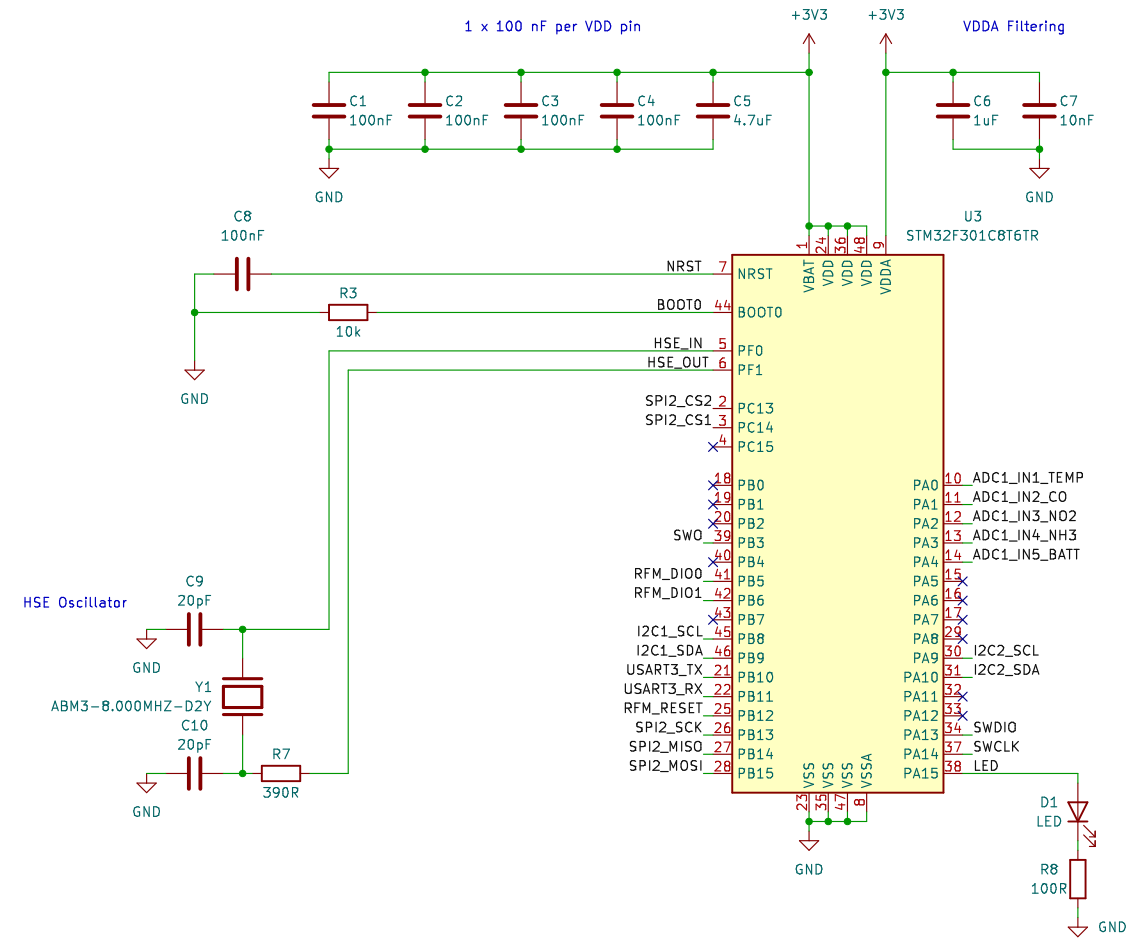 +3V3 +3V3
1 x 100 nF per VDD pin VDDA Filtering
C1 C2 C3 C4 C5 C6 C7
100nF 100nF 100nF 100nF 4.7uF 1uF 10nF
GND GND
C8 U3
100nF STM32F301C8T6TR
1 24 36 48 9
VBAT VDD VDD VDD VDDA
NRST 7 NRST
R3
BOOT0 44 BOOT0
10k
HSE_IN 5 PF0
HSE_OUT 6 PF1
GND
SPI2_CS2 2 PC13
SPI2_CS1 3 PC14
4 PC15
18 PB0 PA0 10 ADC1_IN1_TEMP
19 PB1 PA1 11 ADC1_IN2_CO
20 PB2 PA2 12 ADC1_IN3_NO2
SWO 39 PB3 PA3 13 ADC1_IN4_NH3
40 PB4 PA4 14 ADC1_IN5_BATT
RFM_DIO0 41 PB5 PA5 15
RFM_DIO1 42 PB6 PA6 16
43 PB7 PA7 17
I2C1_SCL 45 PB8 PA8 29
I2C1_SDA 46 PB9 PA9 30 I2C2_SCL
USART3_TX 21 PB10 PA10 31 I2C2_SDA
USART3_RX 22 PB11 PA11 32
RFM_RESET 25 PB12 PA12 33
SPI2_SCK 26 PB13 PA13 34 SWDIO
SPI2_MISO 27 PB14 PA14 37 SWCLK
SPI2_MOSI 28 PB15 PA15 38 LED
VSS VSS VSS VSSA
23 35 47 8
GND
C9
20pF
HSE Oscillator
GND
Y1
ABM3-8.000MHZ-D2Y
C10
20pF
R7
390R
GND
D1
LED
R8
100R
GND